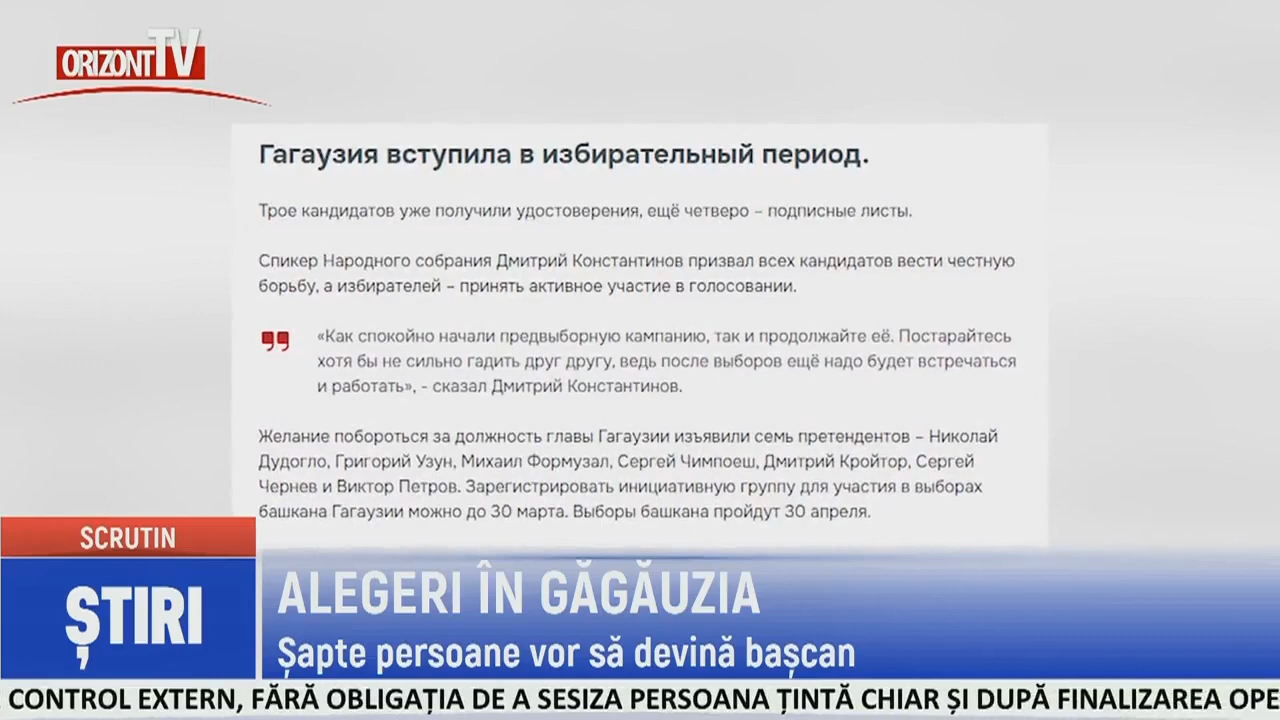 ORIZONT TV
Гагаузия вступила в избирательный период.
Трое кандидатов уже получили удостоверения, ещё четверо – подписные листы.
Спикер Народного собрания Дмитрий Константинов призвал всех кандидатов вести честную
борьбу, а избирателей – принять активное участие в голосовании.
«Как спокойно начали предвыборную кампанию, так и продолжайте её. Постарайтесь
хотя бы не сильно гадить друг другу, ведь после выборов ещё надо будет встречаться
и работать», - сказал Дмитрий Константинов.
Желание побороться за должность главы Гагаузии изъявили семь претендентов – Николай
Дудогло, Григорий Узун, Михаил Формузал, Сергей Чимпоеш, Дмитрий Кройтор, Сергей
Чернев и Виктор Петров. Зарегистрировать инициативную группу для участия в выборах
башкана Гагаузии можно до 30 марта. Выборы башкана пройдут 30 апреля.
SCRUTIN
ȘTIRI
ALEGERI ÎN GĂGĂUZIA
Șapte persoane vor să devină bașcan
CONTROL EXTERN, FĂRĂ OBLIGAȚIA DE A SESIZA PERSOANA ȚINTĂ CHIAR ȘI DUPĂ FINALIZAREA OPE